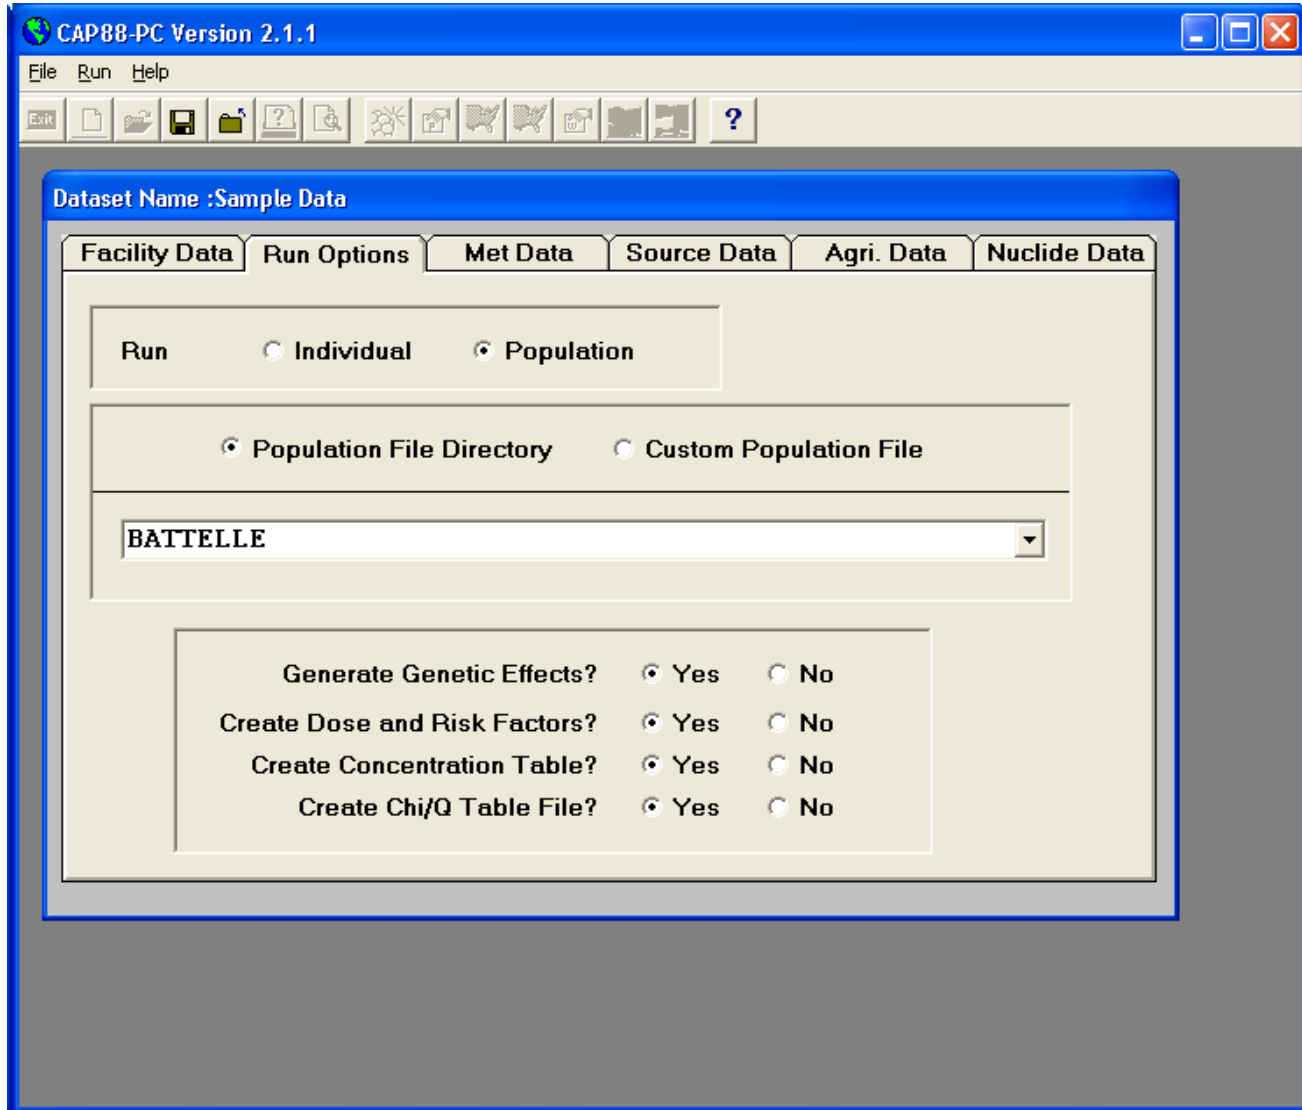 CAP88-PC Version 2.1.1
File Run Help
Exit ? P W ?
Dataset Name :Sample Data
Facility Data Run Options Met Data Source Data Agri. Data Nuclide Data
Run Individual Population
Population File Directory Custom Population File
BATTELLE
Generate Genetic Effects? Yes No
Create Dose and Risk Factors? Yes No
Create Concentration Table? Yes No
Create Chi/Q Table File? Yes No